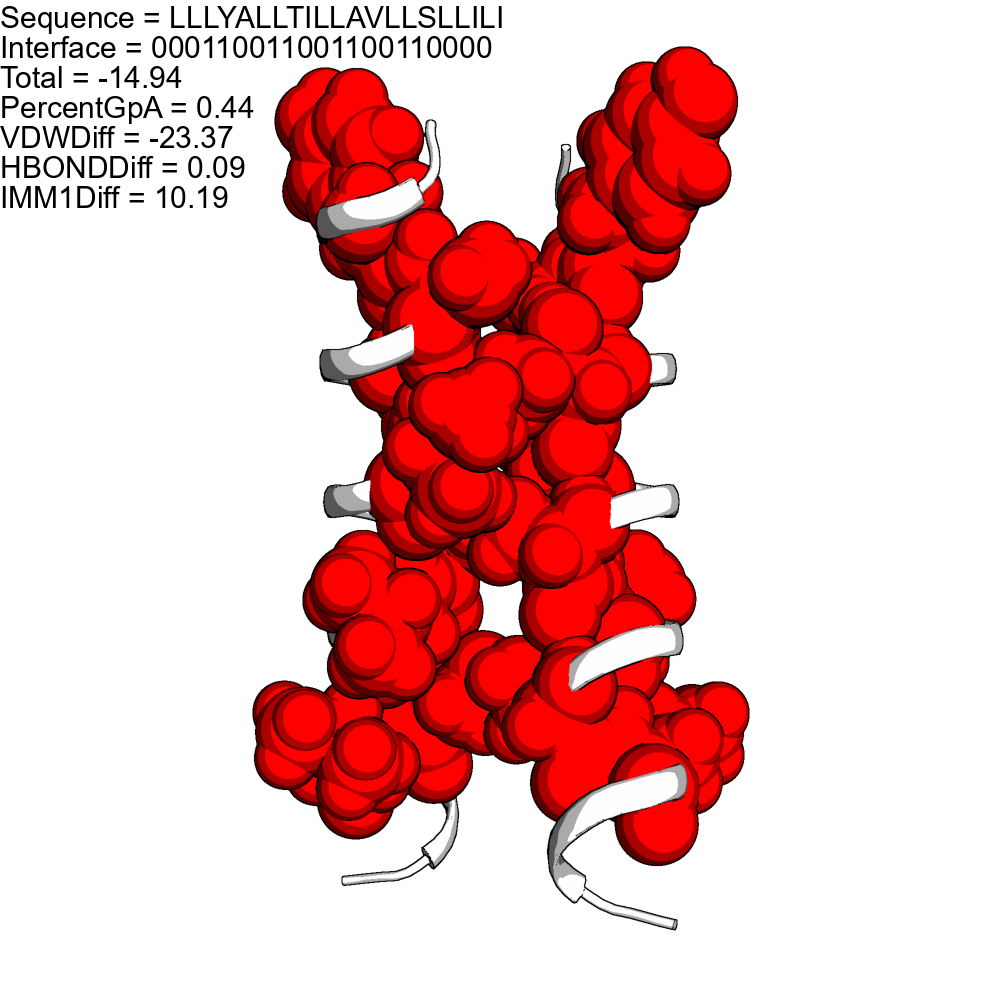 Sequence = LLLYALLTILLAVLLSLLILI
Interface = 000110011001100110000
Total = -14.94
PercentGpA = 0.44
VDWDiff = -23.37
HBONDDiff = 0.09
IMM1Diff = 10.19